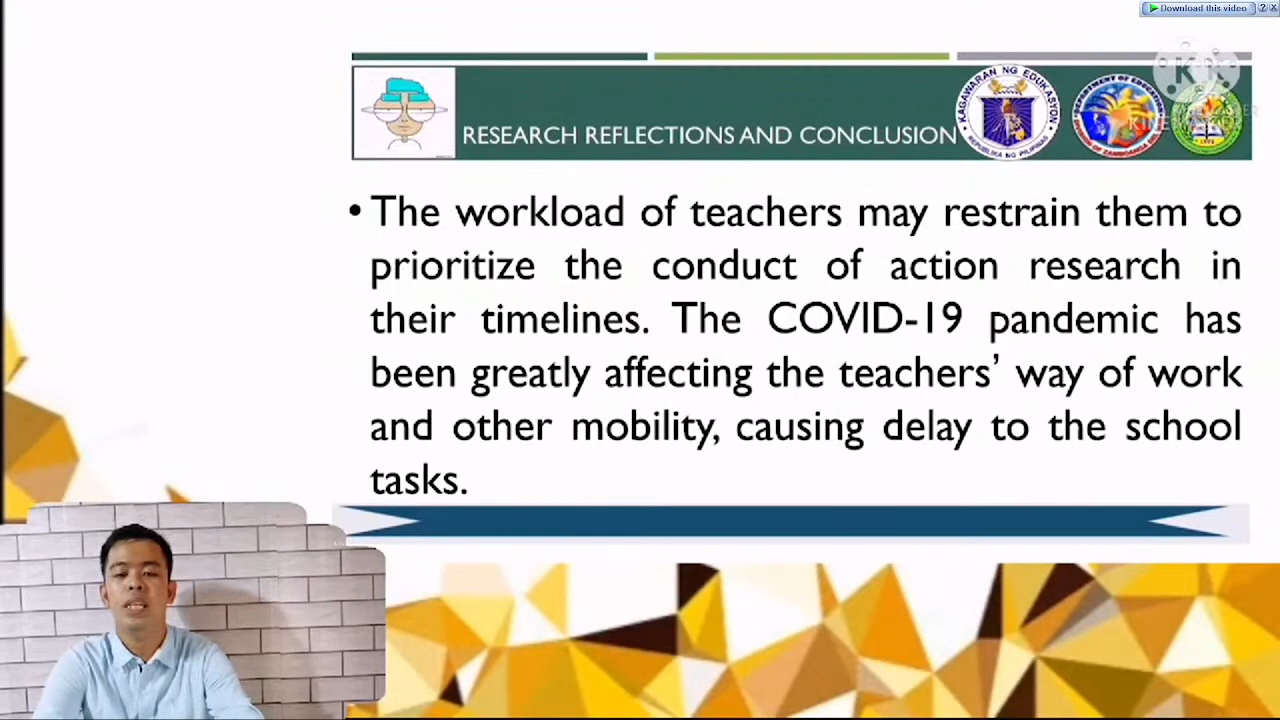 Download this video
RESEARCH REFLECTIONS AND CONCLUSION
KAGAWARAN NG EDUKASYON
REPUBLIKA NG PILIPINAS
• The workload of teachers may restrain them to
prioritize the conduct of action research in
their timelines. The COVID-19 pandemic has
been greatly affecting the teachers’ way of work
and other mobility, causing delay to the school
tasks.